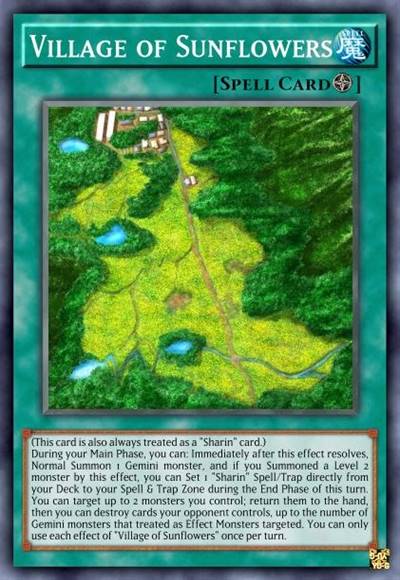 VILLAGE OF SUNFLOWERS
魔
[SPELL CARD]
(This card is also always treated as a "Sharin" card.)
During your Main Phase, you can: Immediately after this effect resolves,
Normal Summon 1 Gemini monster, and if you Summoned a Level 2
monster by this effect, you can Set 1 "Sharin" Spell/Trap directly from
your Deck to your Spell & Trap Zone during the End Phase of this turn.
You can target up to 2 monsters you control; return them to the hand,
then you can destroy cards your opponent controls, up to the number of
Gemini monsters that treated as Effect Monsters targeted. You can only
use each effect of "Village of Sunflowers" once per turn.